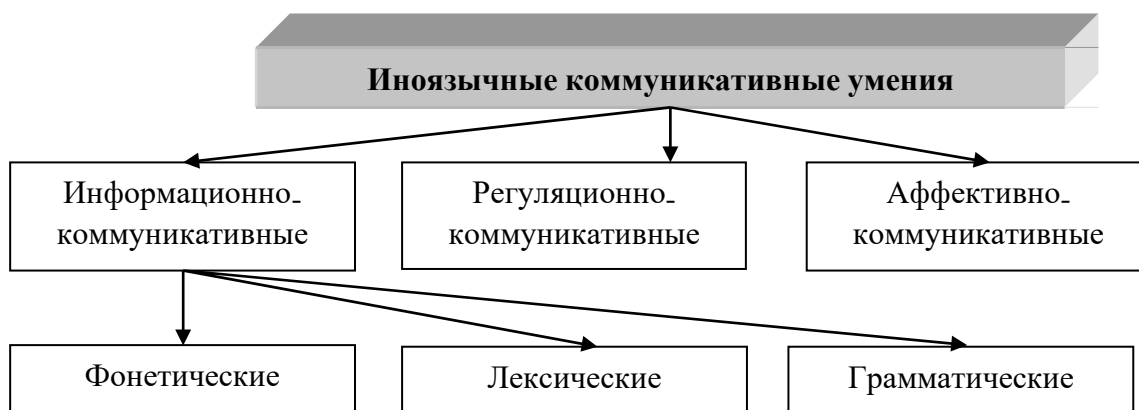 Иноязычные коммуникативные умения
Информационно-
коммуникативные
Регуляционно-
коммуникативные
Аффективно-
коммуникативные
Фонетические
Лексические
Грамматические